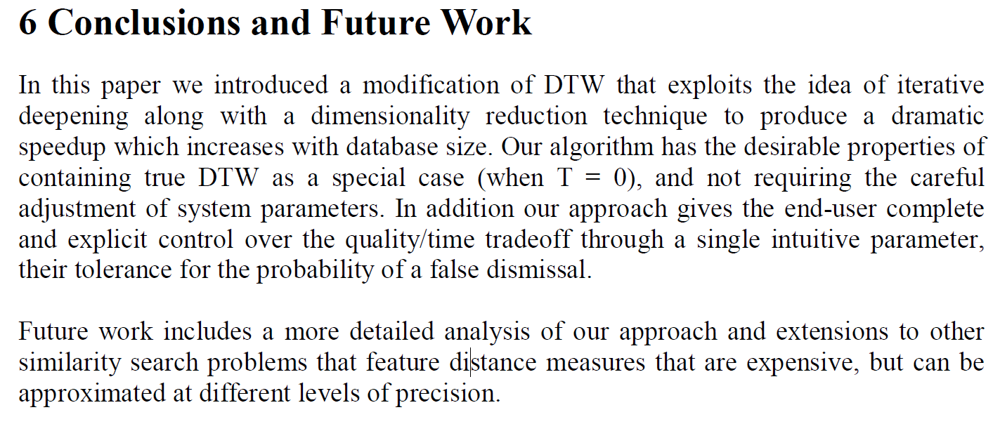 6 Conclusions and Future Work
In this paper we introduced a modification of DTW that exploits the idea of iterative
deepening along with a dimensionality reduction technique to produce a dramatic
speedup which increases with database size. Our algorithm has the desirable properties of
containing true DTW as a special case (when T = 0), and not requiring the careful
adjustment of system parameters. In addition our approach gives the end-user complete
and explicit control over the quality/time tradeoff through a single intuitive parameter,
their tolerance for the probability of a false dismissal.
Future work includes a more detailed analysis of our approach and extensions to other
similarity search problems that feature distance measures that are expensive, but can be
approximated at different levels of precision.